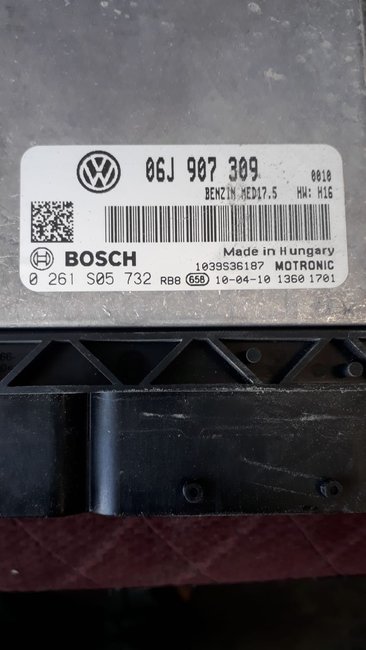 06J 907 309 0010
BENZIN MED17.5 HW: H16
BOSCH Made in Hungary
1039S36187 MOTRONIC
0 261 S05 732 RB8 658 10-04-10 1360 1701